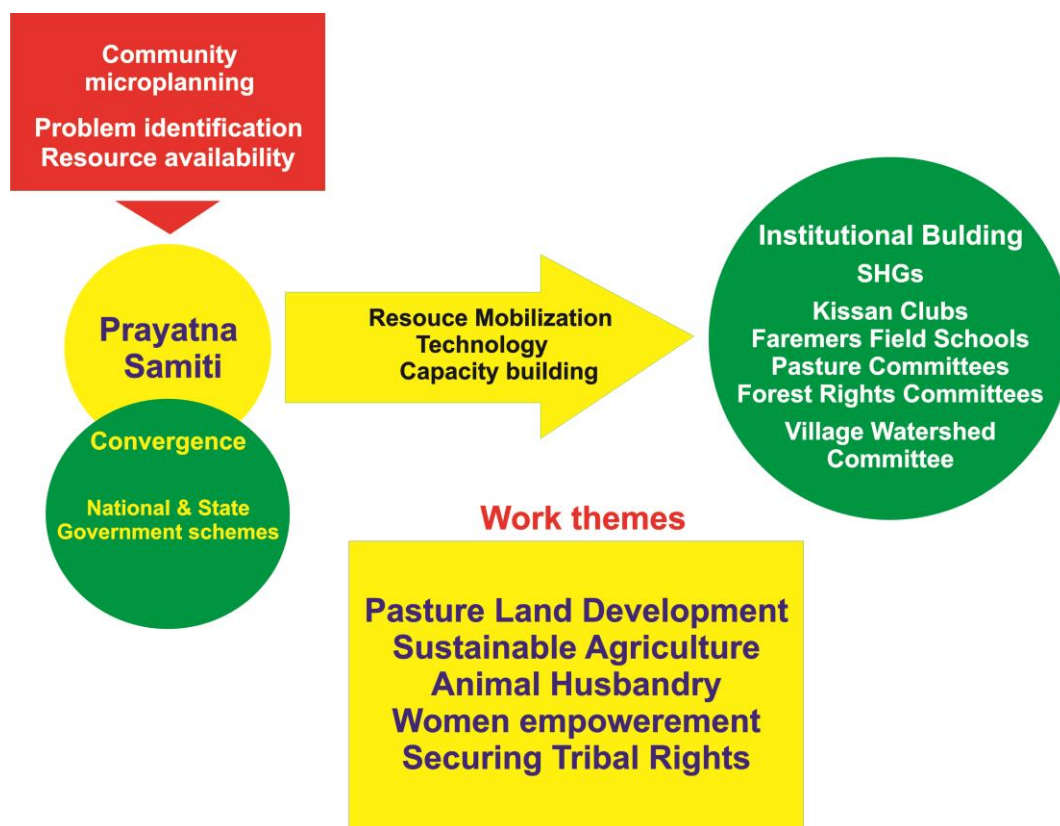 Community
microplanning
Problem identification
Resource availability
Prayatna
Samiti
Convergence
National & State
Government schemes
Resouce Mobilization
Technology
Capacity building
Institutional Bulding
SHGs
Kissan Clubs
Faremers Field Schools
Pasture Committees
Forest Rights Committees
Village Watershed
Committee
Work themes
Pasture Land Development
Sustainable Agriculture
Animal Husbandry
Women empowerement
Securing Tribal Rights